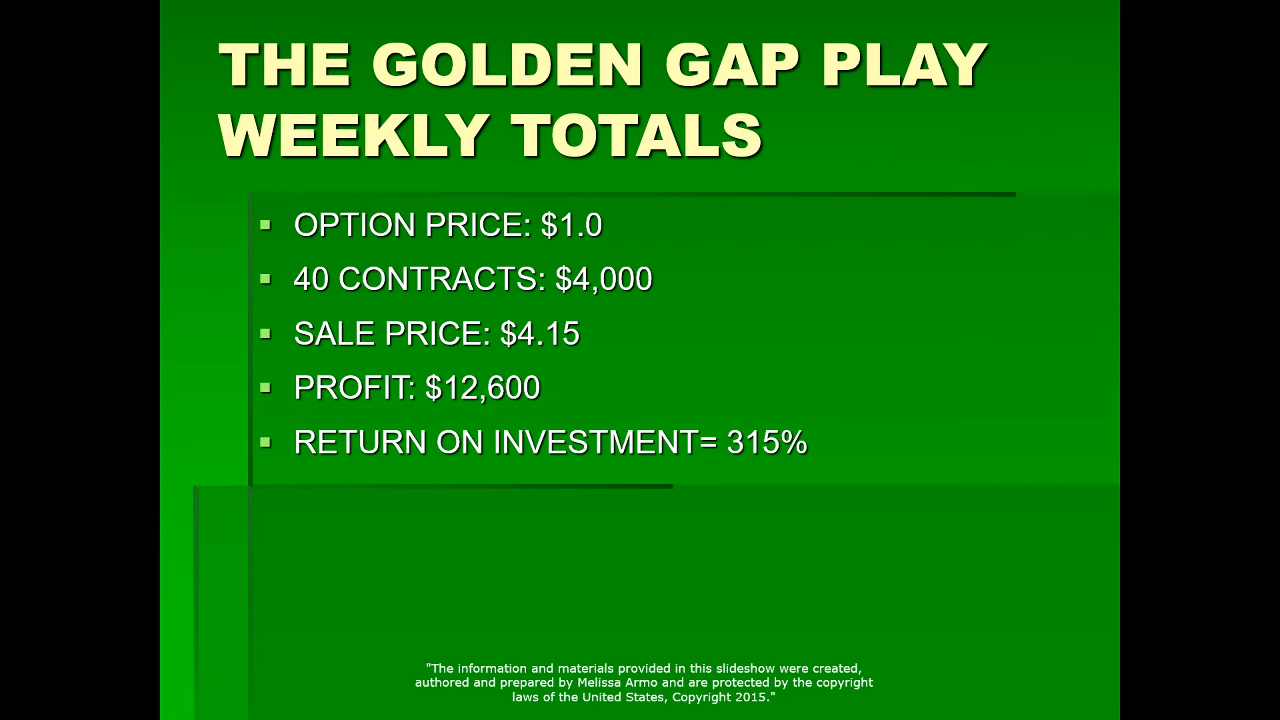 THE GOLDEN GAP PLAY
WEEKLY TOTALS
OPTION PRICE: $1.0
40 CONTRACTS: $4,000
SALE PRICE: $4.15
PROFIT: $12,600
RETURN ON INVESTMENT= 315%
"The information and materials provided in this slideshow were created,
authored and prepared by Melissa Armo and are protected by the copyright
laws of the United States, Copyright 2015."